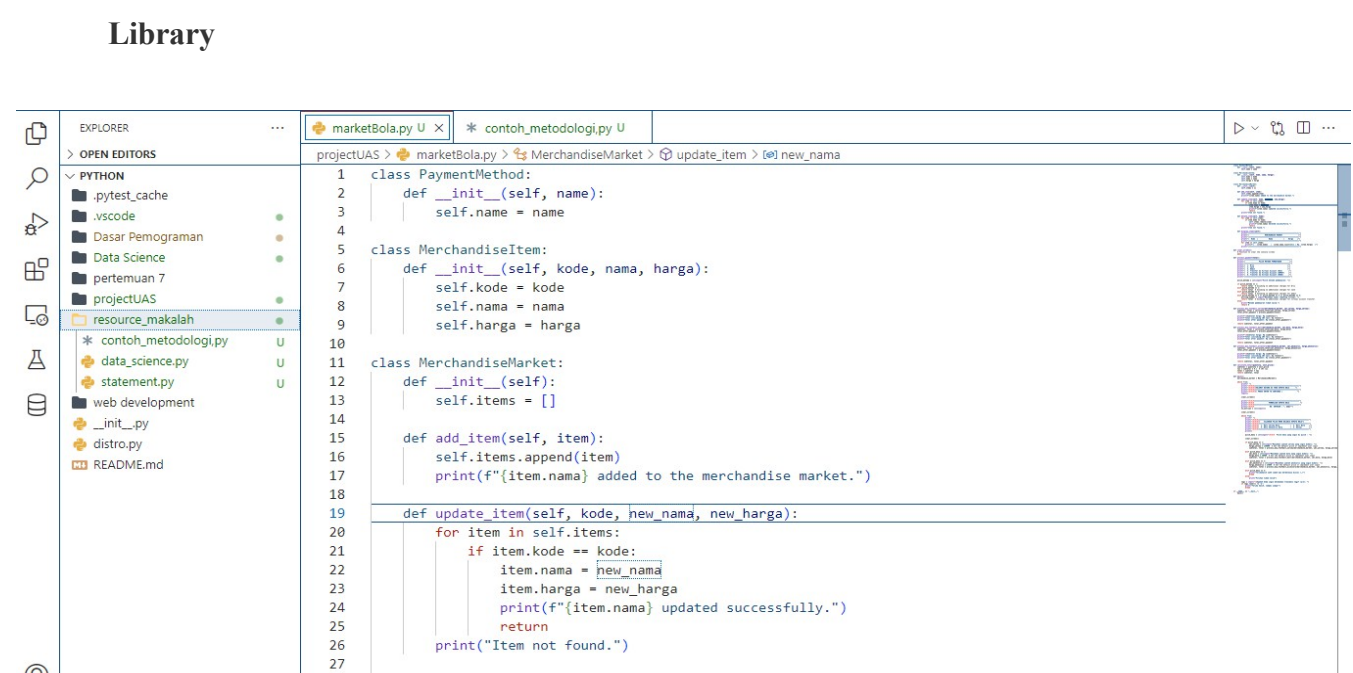 Library
EXPLORER ...
OPEN EDITORS
PYTHON
.pytest_cache
.vscode
Dasar Pemograman
Data Science
pertemuan 7
projectUAS
resource_makalah
contoh_metodologi.py U
data_science.py U
statement.py U
web development
__init__.py
distro.py
README.md
marketBola.py U × contoh_metodologi.py U
projectUAS > marketBola.py > MerchandiseMarket > update_item > new_nama
1 class PaymentMethod:
2 def __init__(self, name):
3 self.name = name
4
5 class MerchandiseItem:
6 def __init__(self, kode, nama, harga):
7 self.kode = kode
8 self.nama = nama
9 self.harga = harga
10
11 class MerchandiseMarket:
12 def __init__(self):
13 self.items = []
14
15 def add_item(self, item):
16 self.items.append(item)
17 print(f"{item.nama} added to the merchandise market.")
18
19 def update_item(self, kode, new_nama, new_harga):
20 for item in self.items:
21 if item.kode == kode:
22 item.nama = new_nama
23 item.harga = new_harga
24 print(f"{item.nama} updated successfully.")
25 return
26 print("Item not found.")
27